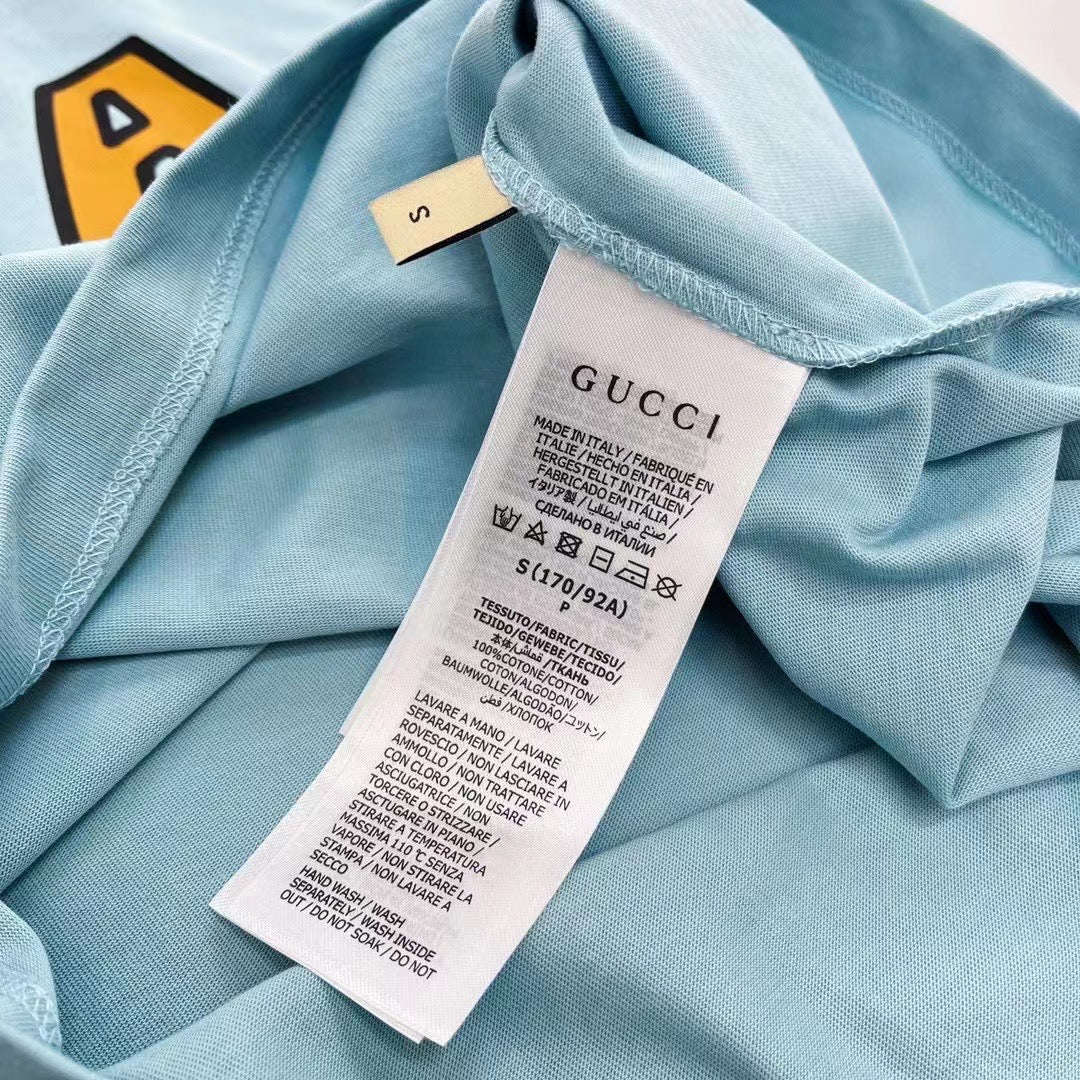 S
GUCCI
MADE IN ITALY / FABRIQUÉ EN
ITALIE / HECHO EN ITALIA /
HERGESTELLT IN ITALIEN /
FABRICADO EM ITÁLIA /
イタリア製 / صنع في ايطاليا /
СДЕЛАНО В ИТАЛИИ
S (170/92A)
P
TESSUTO/FABRIC/TISSU/
TEJIDO/GEWEBE/TECIDO/
本体/قماش/ТКАНЬ
100%COTONE/COTTON/
COTON/ALGODON/
BAUMWOLLE/ALGODÃO/ユットン/
قطن/ХЛОПОК
LAVARE A MANO / LAVARE
SEPARATAMENTE / LAVARE A
ROVESCIO / NON LASCIARE IN
AMMOLLO / NON TRATTARE
CON CLORO / NON USARE
ASCIUGATRICE / NON
TORCERE O STRIZZARE /
ASCTUGARE IN PIANO /
STIRARE A TEMPERATURA
MASSIMA 110 ℃ SENZA
VAPORE / NON STIRARE LA
STAMPA / NON LAVARE A
SECCO
HAND WASH / WASH
SEPARATELY / WASH INSIDE
OUT / DO NOT SOAK / DO NOT